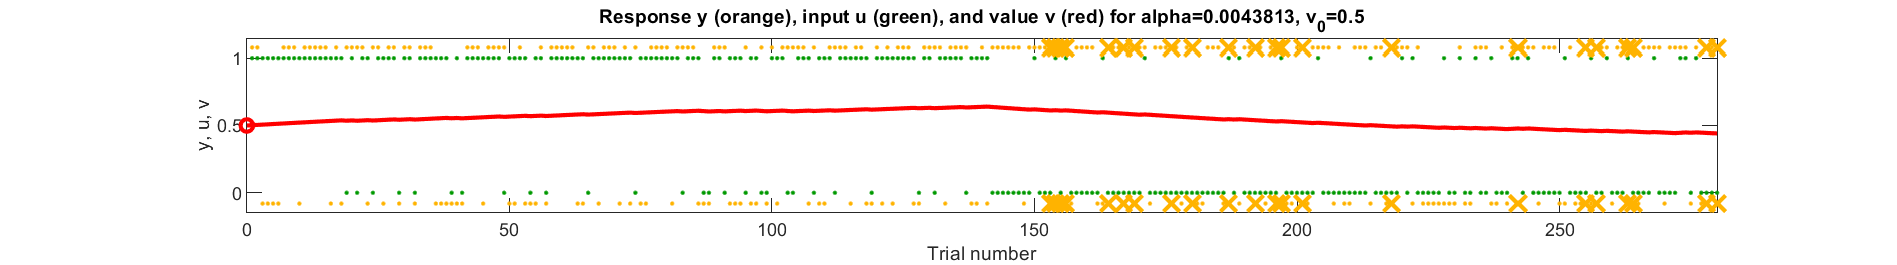 Response y (orange), input u (green), and value v (red) for alpha=0.0043813, v0=0.5
y, u, v
1
0.5
0
0 50 100 150 200 250
Trial number